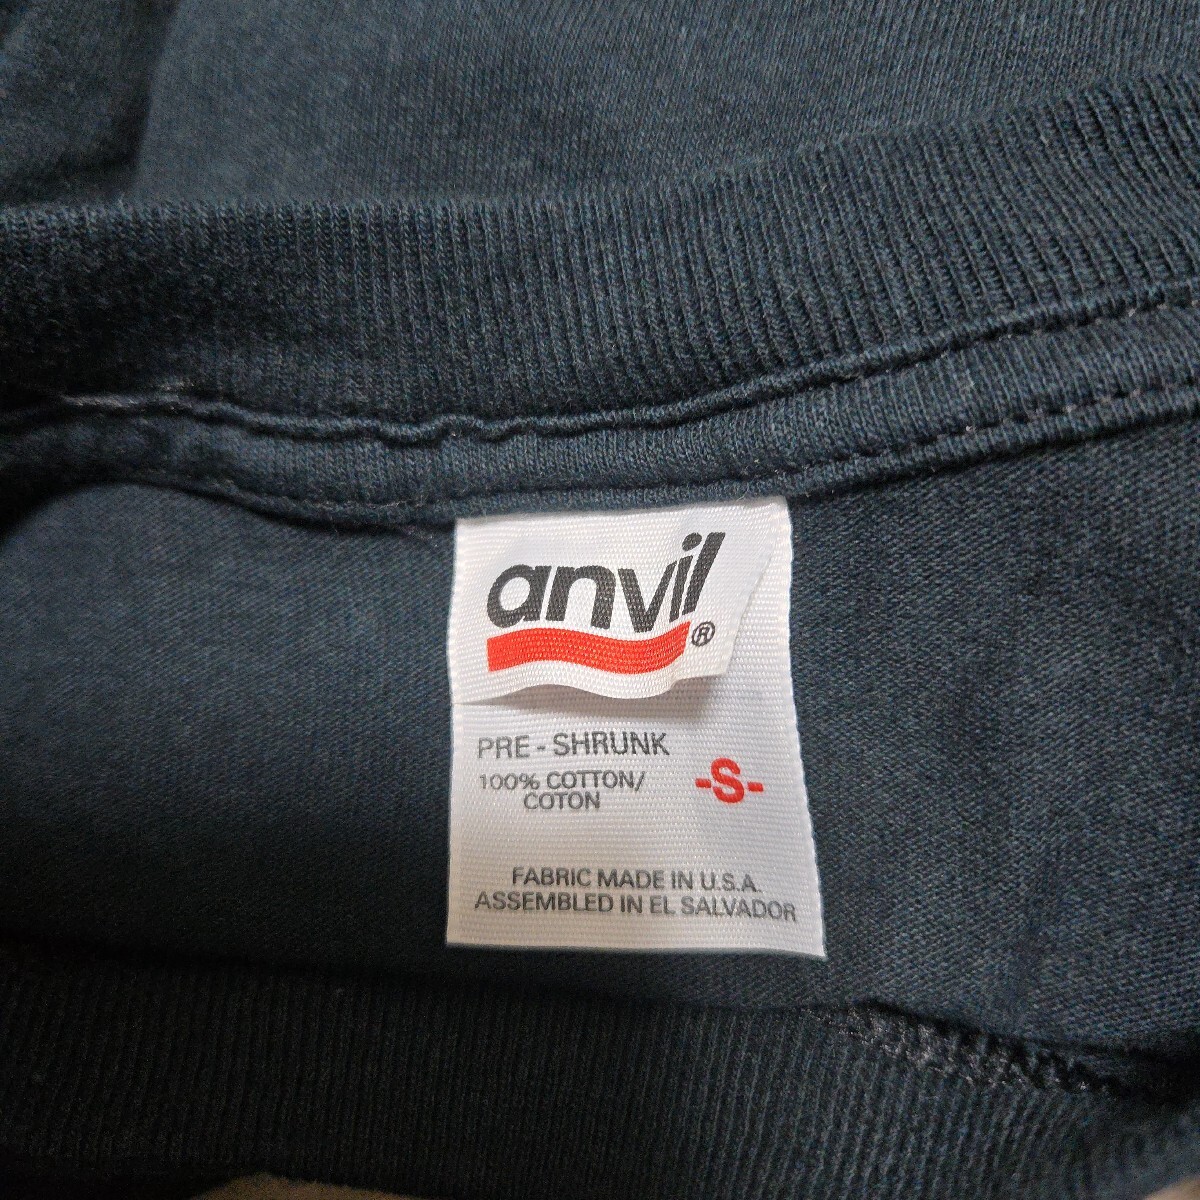 anvil®
PRE - SHRUNK
100% COTTON/
COTON
-S-
FABRIC MADE IN U.S.A.
ASSEMBLED IN EL SALVADOR